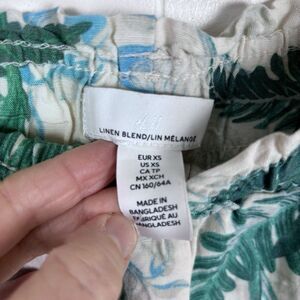 LINEN BLEND/LIN MÉLANGÉ
EUR XS
US XS
CA TP
MX XCH
CN 160/64A
MADE IN
BANGLADESH
FABRIQUÉ AU
BANGLADESH